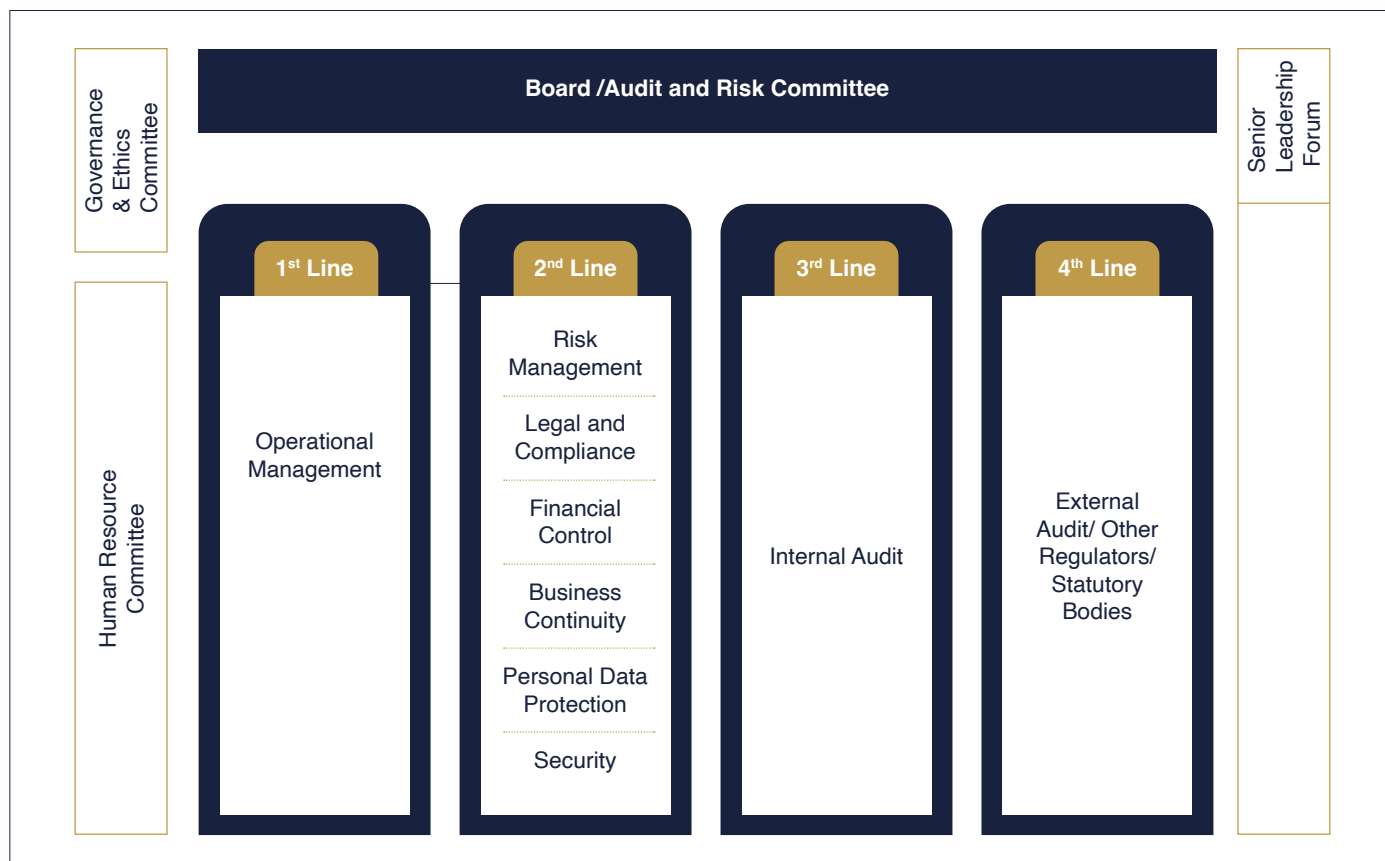 Governance
& Ethics
Committee
Human Resource
Committee
Board /Audit and Risk Committee
1st Line
Operational
Management
2nd Line
Risk
Management
Legal and
Compliance
Financial
Control
Business
Continuity
Personal Data
Protection
Security
3rd Line
Internal Audit
4th Line
External
Audit/ Other
Regulators/
Statutory
Bodies
Senior
Leadership
Forum